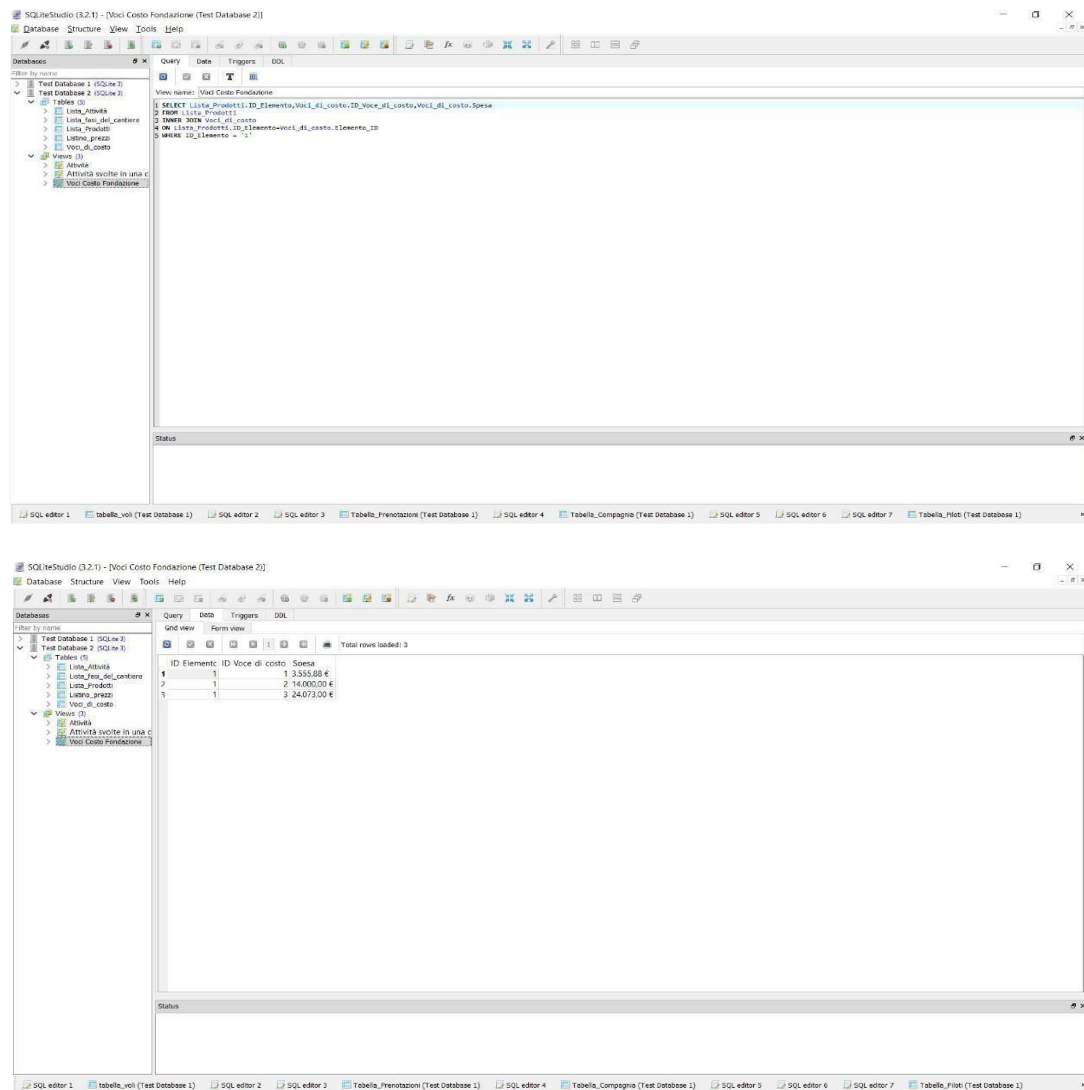 SQLiteStudio (3.2.1) - [Voci Costo Fondazione (Test Database 2)]
Database Structure View Tools Help
Databases
Query Data Triggers DDL
Filter by name
Test Database 1 (SQLite 3)
Test Database 2 (SQLite 3)
Tables (5)
Lista_Attività
Lista_fasi_del_cantiere
Lista_Prodotti
Listino_prezzi
Voci_di_costo
Views (3)
Attività
Attività svolte in una c
Voci Costo Fondazione
View name: Voci Costo Fondazione
1 SELECT Lista_Prodotti.ID_Elemento,Voci_di_costo.ID_Voce_di_costo,Voci_di_costo.Spesa
2 FROM Lista_Prodotti
3 INNER JOIN Voci_di_costo
4 ON Lista_Prodotti.ID_Elemento=Voci_di_costo.Elemento_ID
5 WHERE ID_Elemento = '1'
Status
SQL editor 1 tabella_voli (Test Database 1) SQL editor 2 SQL editor 3 Tabella_Prenotazioni (Test Database 1) SQL editor 4 Tabella_Compagnia (Test Database 1) SQL editor 5 SQL editor 6 SQL editor 7 Tabella_Piloti (Test Database 1)
SQLiteStudio (3.2.1) - [Voci Costo Fondazione (Test Database 2)]
Database Structure View Tools Help
Databases
Query Data Triggers DDL
Filter by name
Grid view Form view
Test Database 1 (SQLite 3)
Test Database 2 (SQLite 3)
Tables (5)
Lista_Attività
Lista_fasi_del_cantiere
Lista_Prodotti
Listino_prezzi
Voci_di_costo
Views (3)
Attività
Attività svolte in una c
Voci Costo Fondazione
1 Total rows loaded: 3
ID Elementc ID Voce di costo Spesa
1 1 1 3.555,88 €
2 1 2 14.000,00 €
3 1 3 24.073,00 €
Status
SQL editor 1 tabella_voli (Test Database 1) SQL editor 2 SQL editor 3 Tabella_Prenotazioni (Test Database 1) SQL editor 4 Tabella_Compagnia (Test Database 1) SQL editor 5 SQL editor 6 SQL editor 7 Tabella_Piloti (Test Database 1)